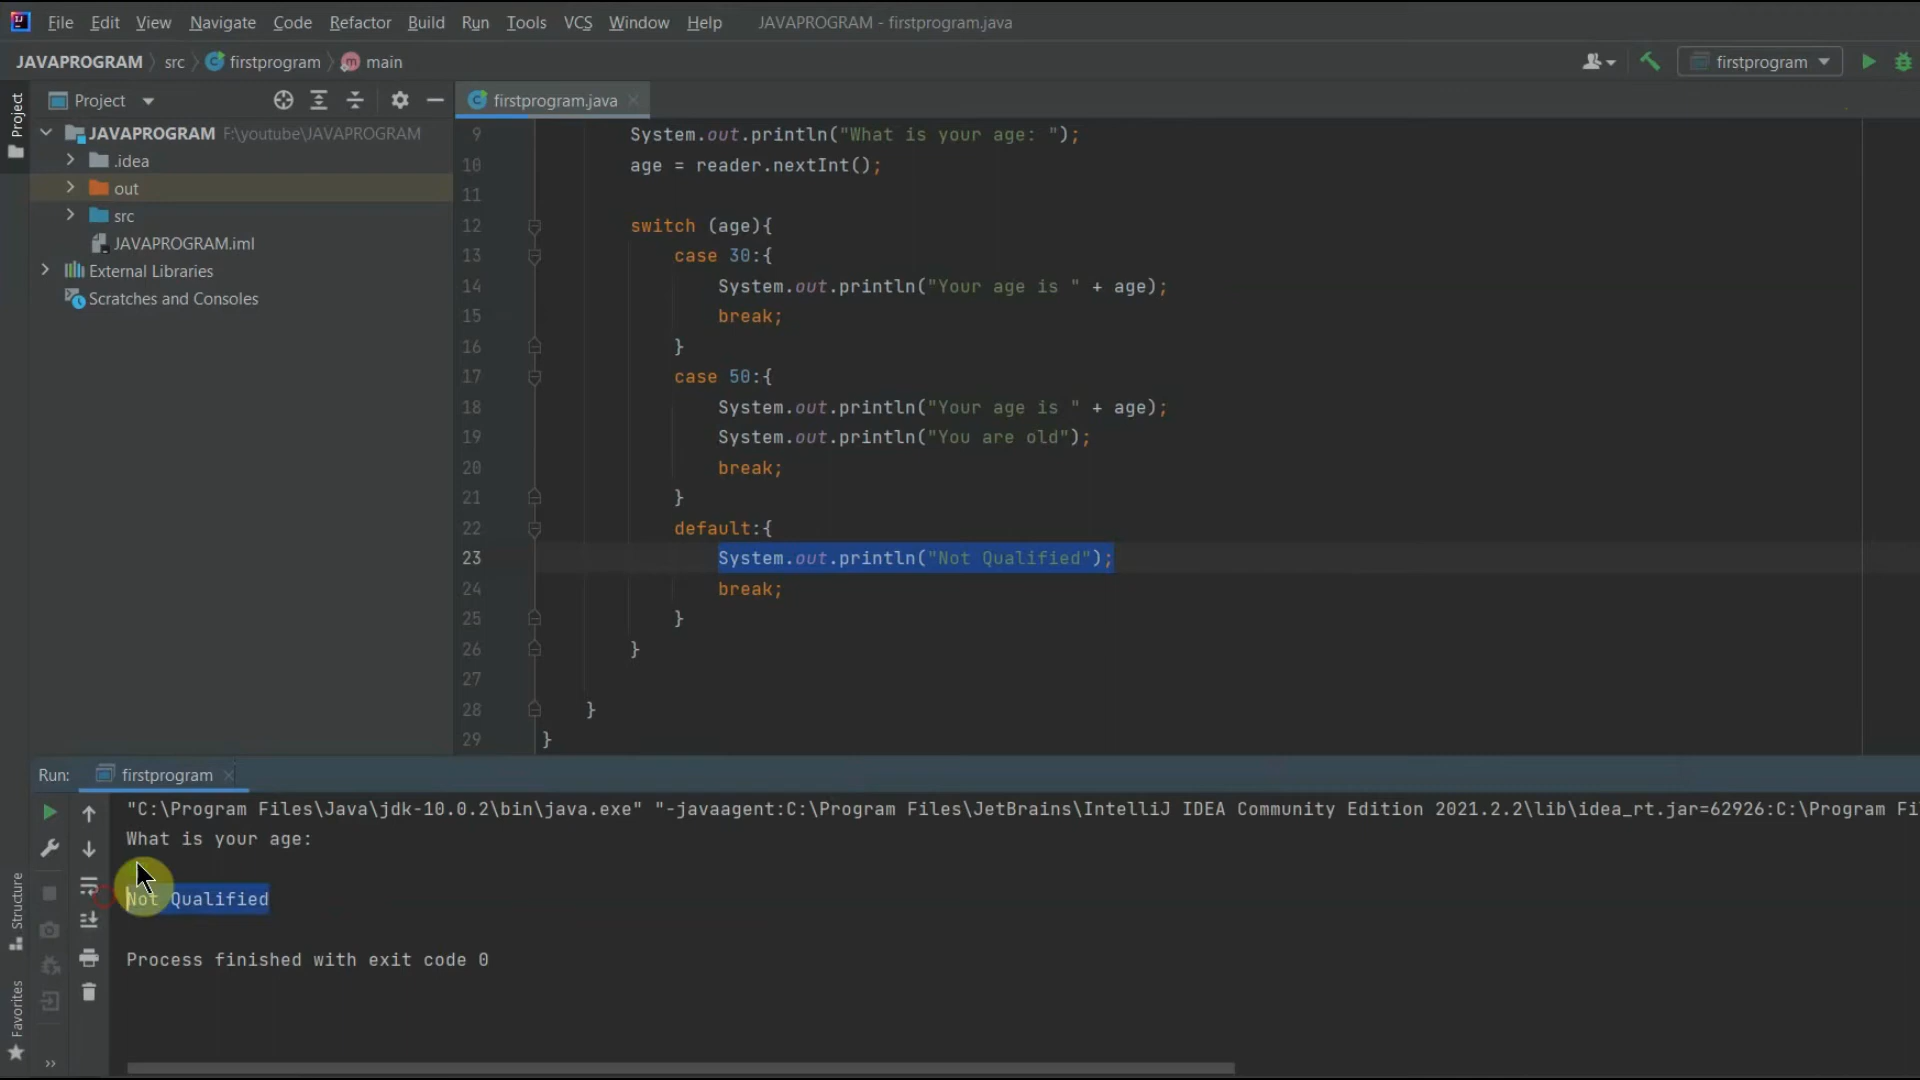 File Edit View Navigate Code Refactor Build Run Tools VCS Window Help JAVAPROGRAM - firstprogram.java
JAVAPROGRAM src firstprogram main firstprogram
Project
Project
firstprogram.java
JAVAPROGRAM F:\youtube\JAVAPROGRAM
.idea
out
src
JAVAPROGRAM.iml
External Libraries
Scratches and Consoles
9 System.out.println("What is your age: ");
10 age = reader.nextInt();
11
12 switch (age){
13 case 30:{
14 System.out.println("Your age is " + age);
15 break;
16 }
17 case 50:{
18 System.out.println("Your age is " + age);
19 System.out.println("You are old");
20 break;
21 }
22 default:{
23 System.out.println("Not Qualified");
24 break;
25 }
26 }
27
28 }
29 }
Run: firstprogram
"C:\Program Files\Java\jdk-10.0.2\bin\java.exe" "-javaagent:C:\Program Files\JetBrains\IntelliJ IDEA Community Edition 2021.2.2\lib\idea_rt.jar=62926:C:\Program Fi
What is your age:
Not Qualified
Process finished with exit code 0
Structure
Favorites